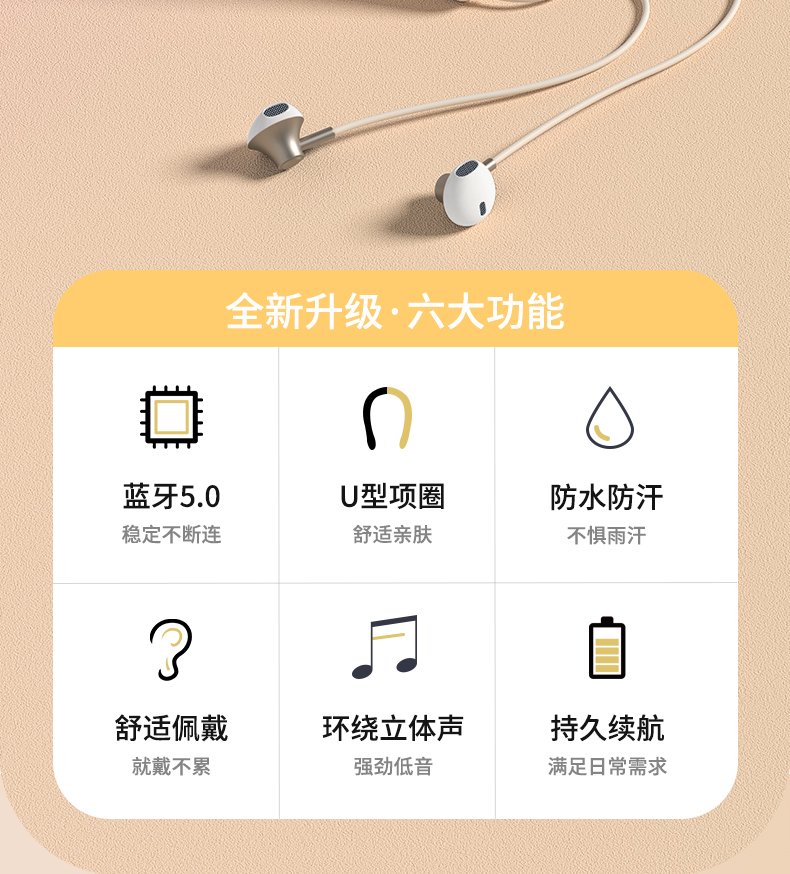 全新升级·六大功能
蓝牙5.0
稳定不断连
U型项圈
舒适亲肤
防水防汗
不惧雨汗
舒适佩戴
就戴不累
环绕立体声
强劲低音
持久续航
满足日常需求